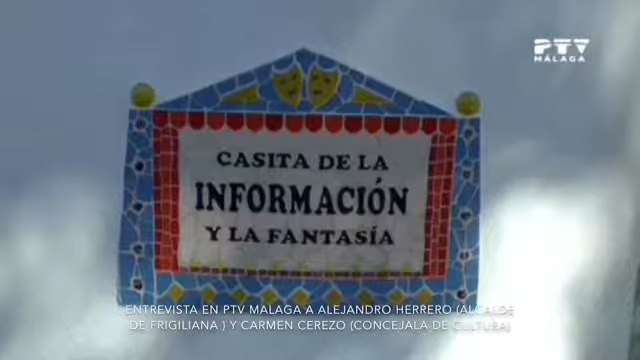 PTV
MÁLAGA
CASITA DE LA
INFORMACIÓN
Y LA FANTASÍA
ENTREVISTA EN PTV MALAGA A ALEJANDRO HERRERO (ALCALDE
DE FRIGILIANA ) Y CARMEN CEREZO (CONCEJALA DE CULTURA)